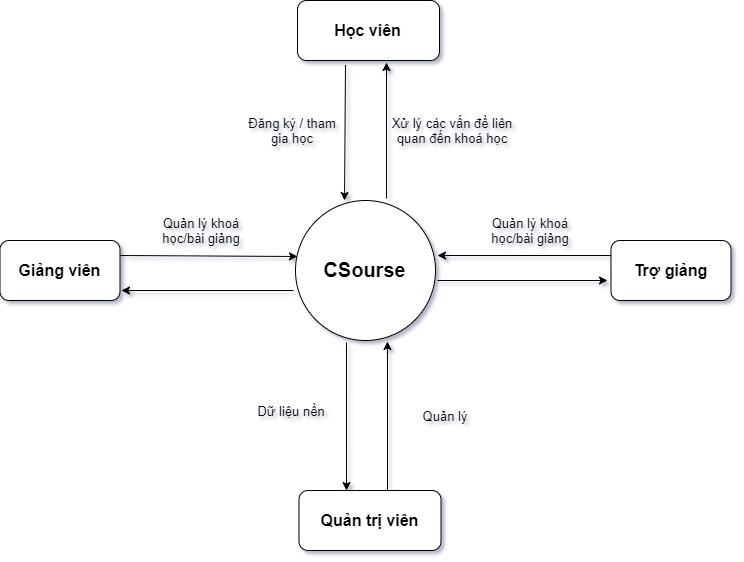 Học viên
Đăng ký / tham
gia học
Xử lý các vấn đề liên
quan đến khoá học
Quản lý khoá
học/bài giảng
Quản lý khoá
học/bài giảng
Giảng viên
CSourse
Trợ giảng
Dữ liệu nền
Quản lý
Quản trị viên